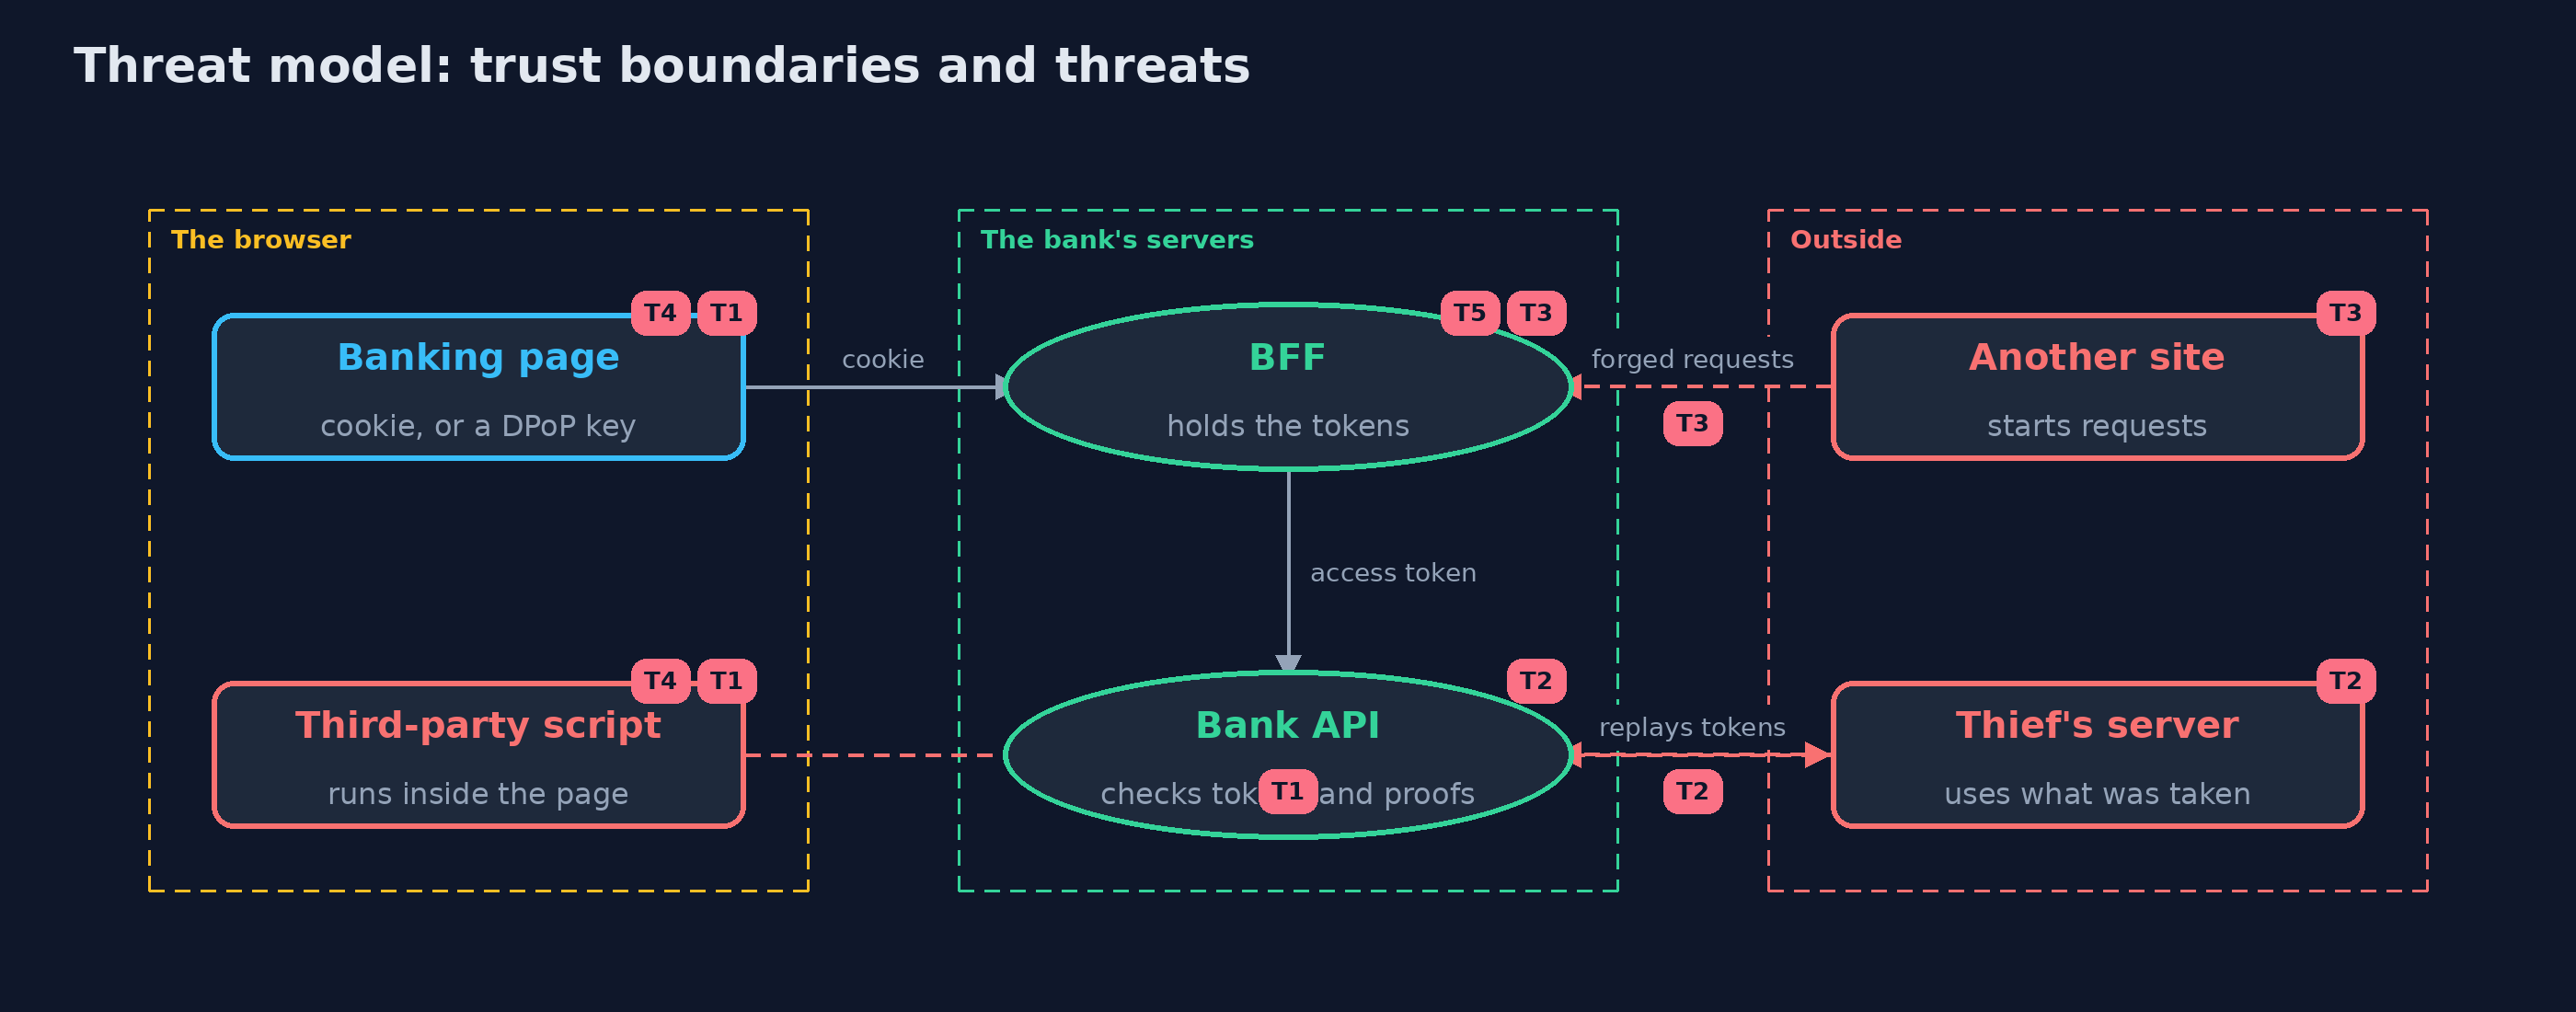 Threat model: trust boundaries and threats
The browser
T4 T1
Banking page
cookie, or a DPoP key
cookie
T4 T1
Third-party script
runs inside the page
The bank's servers
T5 T3
BFF
holds the tokens
access token
T2
Bank API
checks tok
T1
and proofs
forged requests
T3
replays tokens
T2
Outside
T3
Another site
starts requests
T2
Thief's server
uses what was taken